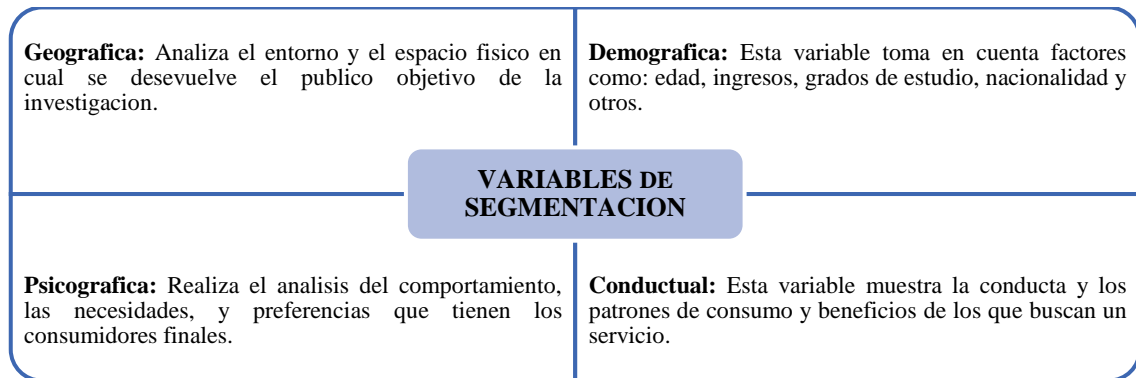 Geografica: Analiza el entorno y el espacio fisico en
cual se desevuelve el publico objetivo de la
investigacion.
Demografica: Esta variable toma en cuenta factores
como: edad, ingresos, grados de estudio, nacionalidad y
otros.
VARIABLES DE
SEGMENTACION
Psicografica: Realiza el analisis del comportamiento,
las necesidades, y preferencias que tienen los
consumidores finales.
Conductual: Esta variable muestra la conducta y los
patrones de consumo y beneficios de los que buscan un
servicio.